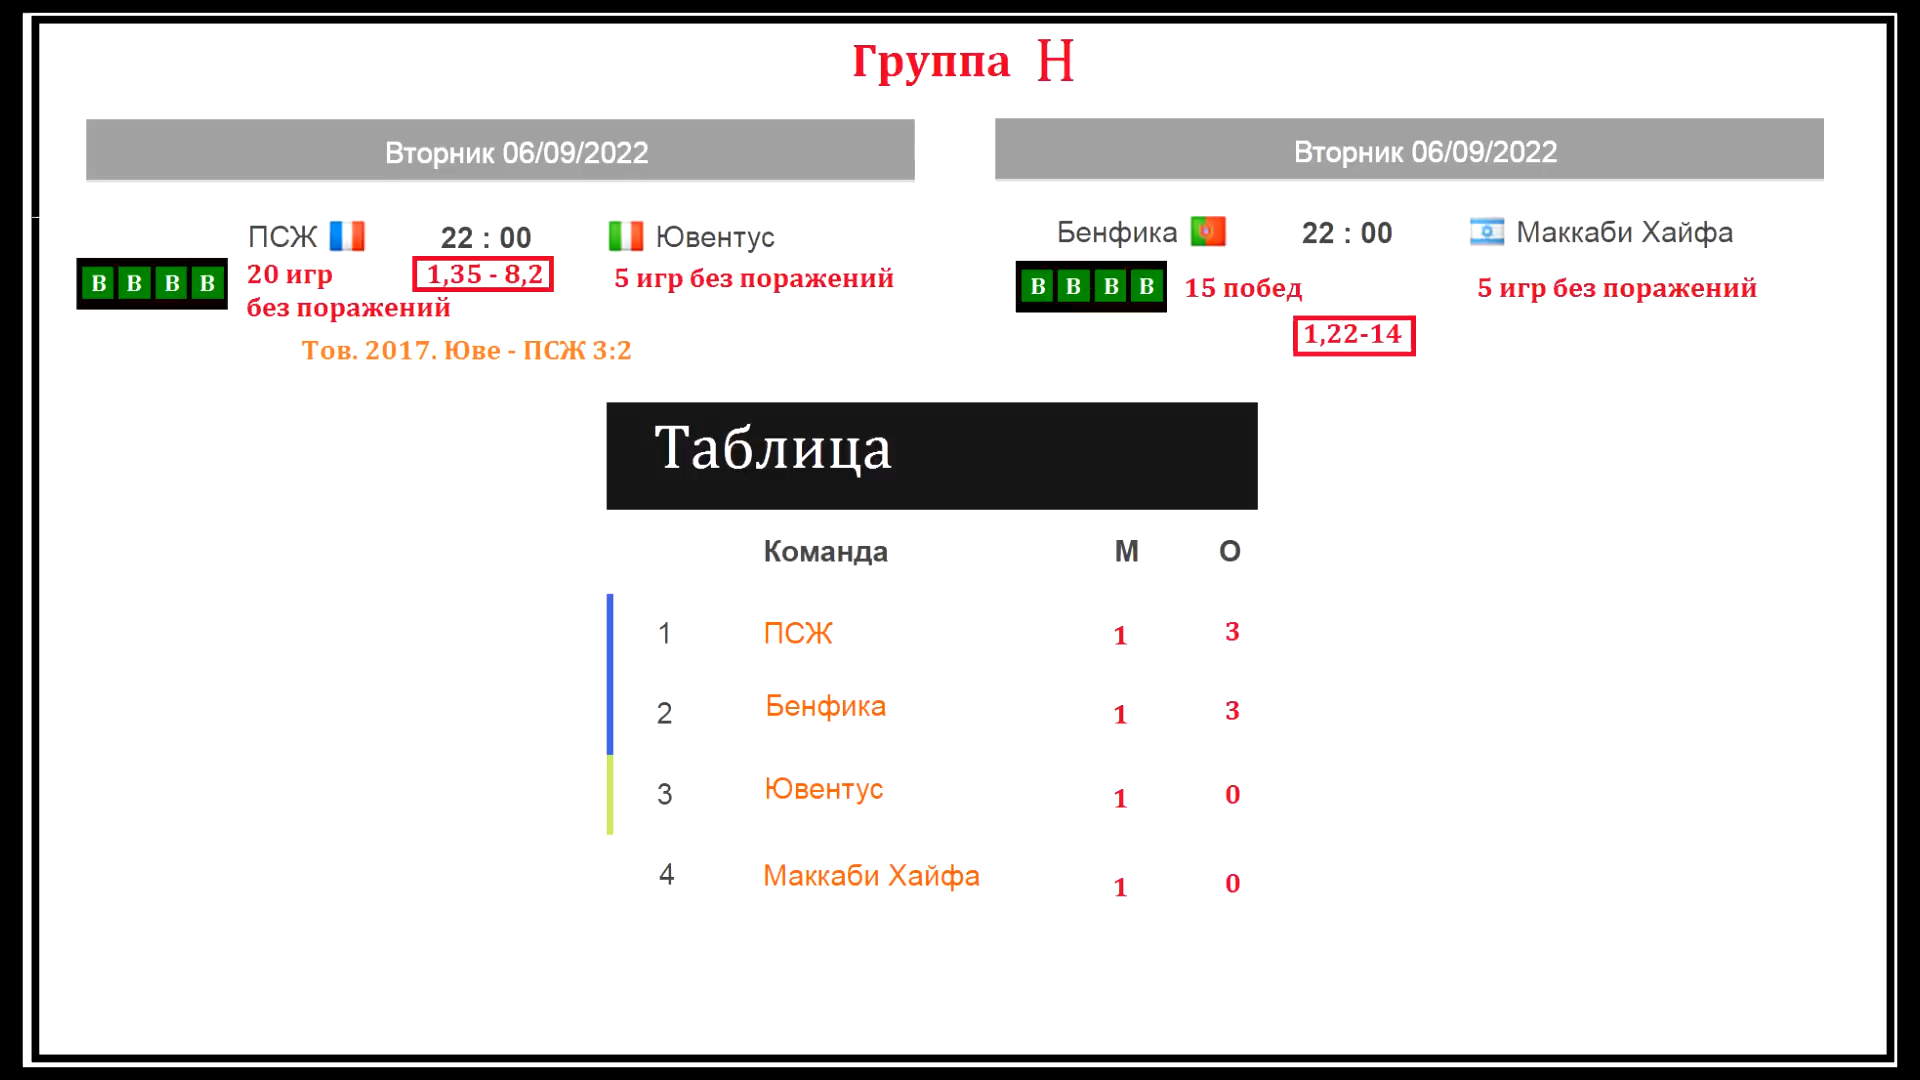 Группа H
Вторник 06/09/2022
ПСЖ 22 : 00 Ювентус
В В В В
20 игр
без поражений
1,35 - 8,2
5 игр без поражений
Тов. 2017. Юве - ПСЖ 3:2
Вторник 06/09/2022
Бенфика 22 : 00 Маккаби Хайфа
В В В В
15 побед
5 игр без поражений
1,22-14
Таблица
Команда М О
1 ПСЖ 1 3
2 Бенфика 1 3
3 Ювентус 1 0
4 Маккаби Хайфа 1 0